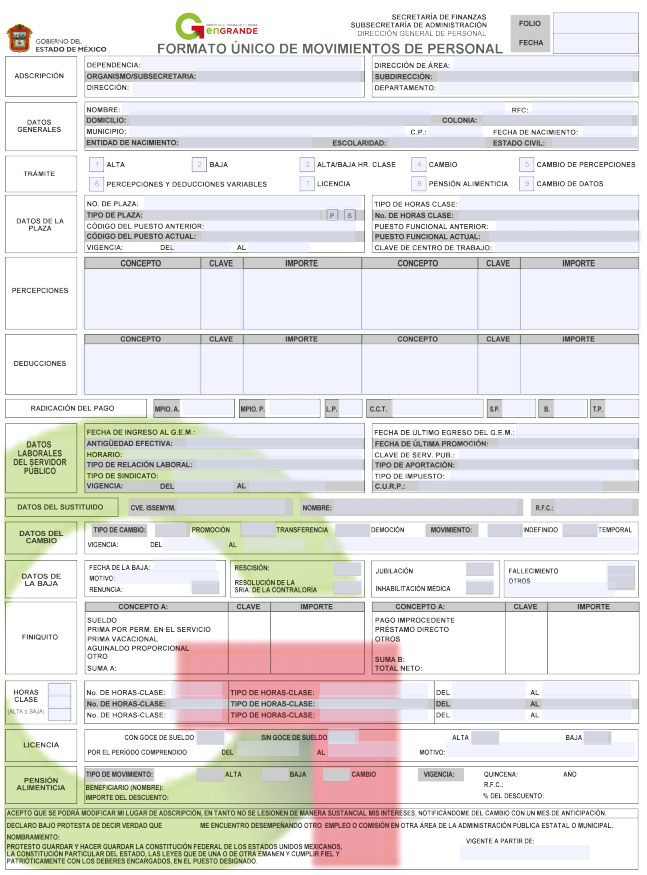 GOBIERNO DEL
ESTADO DE MÉXICO
GENTE QUE TRABAJA Y LOGRA
enGRANDE
SECRETARÍA DE FINANZAS
SUBSECRETARÍA DE ADMINISTRACIÓN
DIRECCIÓN GENERAL DE PERSONAL
FORMATO ÚNICO DE MOVIMIENTOS DE PERSONAL
FOLIO
FECHA
ADSCRIPCIÓN
DEPENDENCIA: DIRECCIÓN DE ÁREA:
ORGANISMO/SUBSECRETARIA: SUBDIRECCIÓN:
DIRECCIÓN: DEPARTAMENTO:
DATOS
GENERALES
NOMBRE: RFC:
DOMICILIO: COLONIA:
MUNICIPIO: C.P.: FECHA DE NACIMIENTO:
ENTIDAD DE NACIMIENTO: ESCOLARIDAD: ESTADO CIVIL:
TRÁMITE
1 ALTA 2 BAJA 3 ALTA/BAJA HR. CLASE 4 CAMBIO 5 CAMBIO DE PERCEPCIONES
6 PERCEPCIONES Y DEDUCCIONES VARIABLES 7 LICENCIA 8 PENSIÓN ALIMENTICIA 9 CAMBIO DE DATOS
DATOS DE LA
PLAZA
NO. DE PLAZA: TIPO DE HORAS CLASE:
TIPO DE PLAZA: P S No. DE HORAS CLASE:
CÓDIGO DEL PUESTO ANTERIOR: PUESTO FUNCIONAL ANTERIOR:
CÓDIGO DEL PUESTO ACTUAL: PUESTO FUNCIONAL ACTUAL:
VIGENCIA: DEL AL CLAVE DE CENTRO DE TRABAJO:
PERCEPCIONES
CONCEPTO CLAVE IMPORTE CONCEPTO CLAVE IMPORTE
DEDUCCIONES
CONCEPTO CLAVE IMPORTE CONCEPTO CLAVE IMPORTE
RADICACIÓN DEL PAGO MPIO. A. MPIO. P. L.P. C.C.T. S.P. B. T.P.
DATOS
LABORALES
DEL SERVIDOR
PÚBLICO
FECHA DE INGRESO AL G.E.M.: FECHA DE ÚLTIMO EGRESO DEL G.E.M.:
ANTIGÜEDAD EFECTIVA: FECHA DE ÚLTIMA PROMOCIÓN:
HORARIO: CLAVE DE SERV. PUB.:
TIPO DE RELACIÓN LABORAL: TIPO DE APORTACIÓN:
TIPO DE SINDICATO: TIPO DE IMPUESTO:
VIGENCIA: DEL AL C.U.R.P.:
DATOS DEL SUSTITUIDO CVE. ISSEMYM. NOMBRE: R.F.C.:
DATOS DEL
CAMBIO
TIPO DE CAMBIO: PROMOCIÓN TRANSFERENCIA DEMOCIÓN MOVIMIENTO: INDEFINIDO TEMPORAL
VIGENCIA: DEL AL
DATOS DE
LA BAJA
FECHA DE LA BAJA: RESCISIÓN: JUBILACIÓN FALLECIMIENTO
MOTIVO: OTROS
RENUNCIA: RESOLUCIÓN DE LA
SRIA. DE LA CONTRALORÍA INHABILITACIÓN MÉDICA
FINIQUITO
CONCEPTO A: CLAVE IMPORTE CONCEPTO A: CLAVE IMPORTE
SUELDO PAGO IMPROCEDENTE
PRIMA POR PERM. EN EL SERVICIO PRÉSTAMO DIRECTO
PRIMA VACACIONAL OTROS
AGUINALDO PROPORCIONAL
OTRO SUMA B:
SUMA A: TOTAL NETO:
HORAS
CLASE
(ALTA o BAJA)
No. DE HORAS-CLASE: TIPO DE HORAS-CLASE: DEL AL
No. DE HORAS-CLASE: TIPO DE HORAS-CLASE: DEL AL
No. DE HORAS-CLASE: TIPO DE HORAS-CLASE: DEL AL
LICENCIA
CON GOCE DE SUELDO SIN GOCE DE SUELDO ALTA BAJA
POR EL PERÍODO COMPRENDIDO DEL AL MOTIVO:
PENSIÓN
ALIMENTICIA
TIPO DE MOVIMIENTO: ALTA BAJA CAMBIO VIGENCIA: QUINCENA: AÑO
BENEFICIARIO (NOMBRE): R.F.C.:
IMPORTE DEL DESCUENTO: % DEL DESCUENTO:
ACEPTO QUE SE PODRÁ MODIFICAR MI LUGAR DE ADSCRIPCIÓN, EN TANTO NO SE LESIONEN DE MANERA SUSTANCIAL MIS INTERESES, NOTIFICÁNDOME DEL CAMBIO CON UN MES DE ANTICIPACIÓN.
DECLARO BAJO PROTESTA DE DECIR VERDAD QUE ME ENCUENTRO DESEMPEÑANDO OTRO EMPLEO O COMISIÓN EN OTRA ÁREA DE LA ADMINISTRACIÓN PÚBLICA ESTATAL O MUNICIPAL.
NOMBRAMIENTO:
PROTESTO GUARDAR Y HACER GUARDAR LA CONSTITUCIÓN FEDERAL DE LOS ESTADOS UNIDOS MEXICANOS,
LA CONSTITUCIÓN PARTICULAR DEL ESTADO, LAS LEYES QUE DE UNA O DE OTRA EMANEN Y CUMPLIR FIEL Y
PATRIÓTICAMENTE CON LOS DEBERES ENCARGADOS, EN EL PUESTO DESIGNADO.
VIGENTE A PARTIR DE: